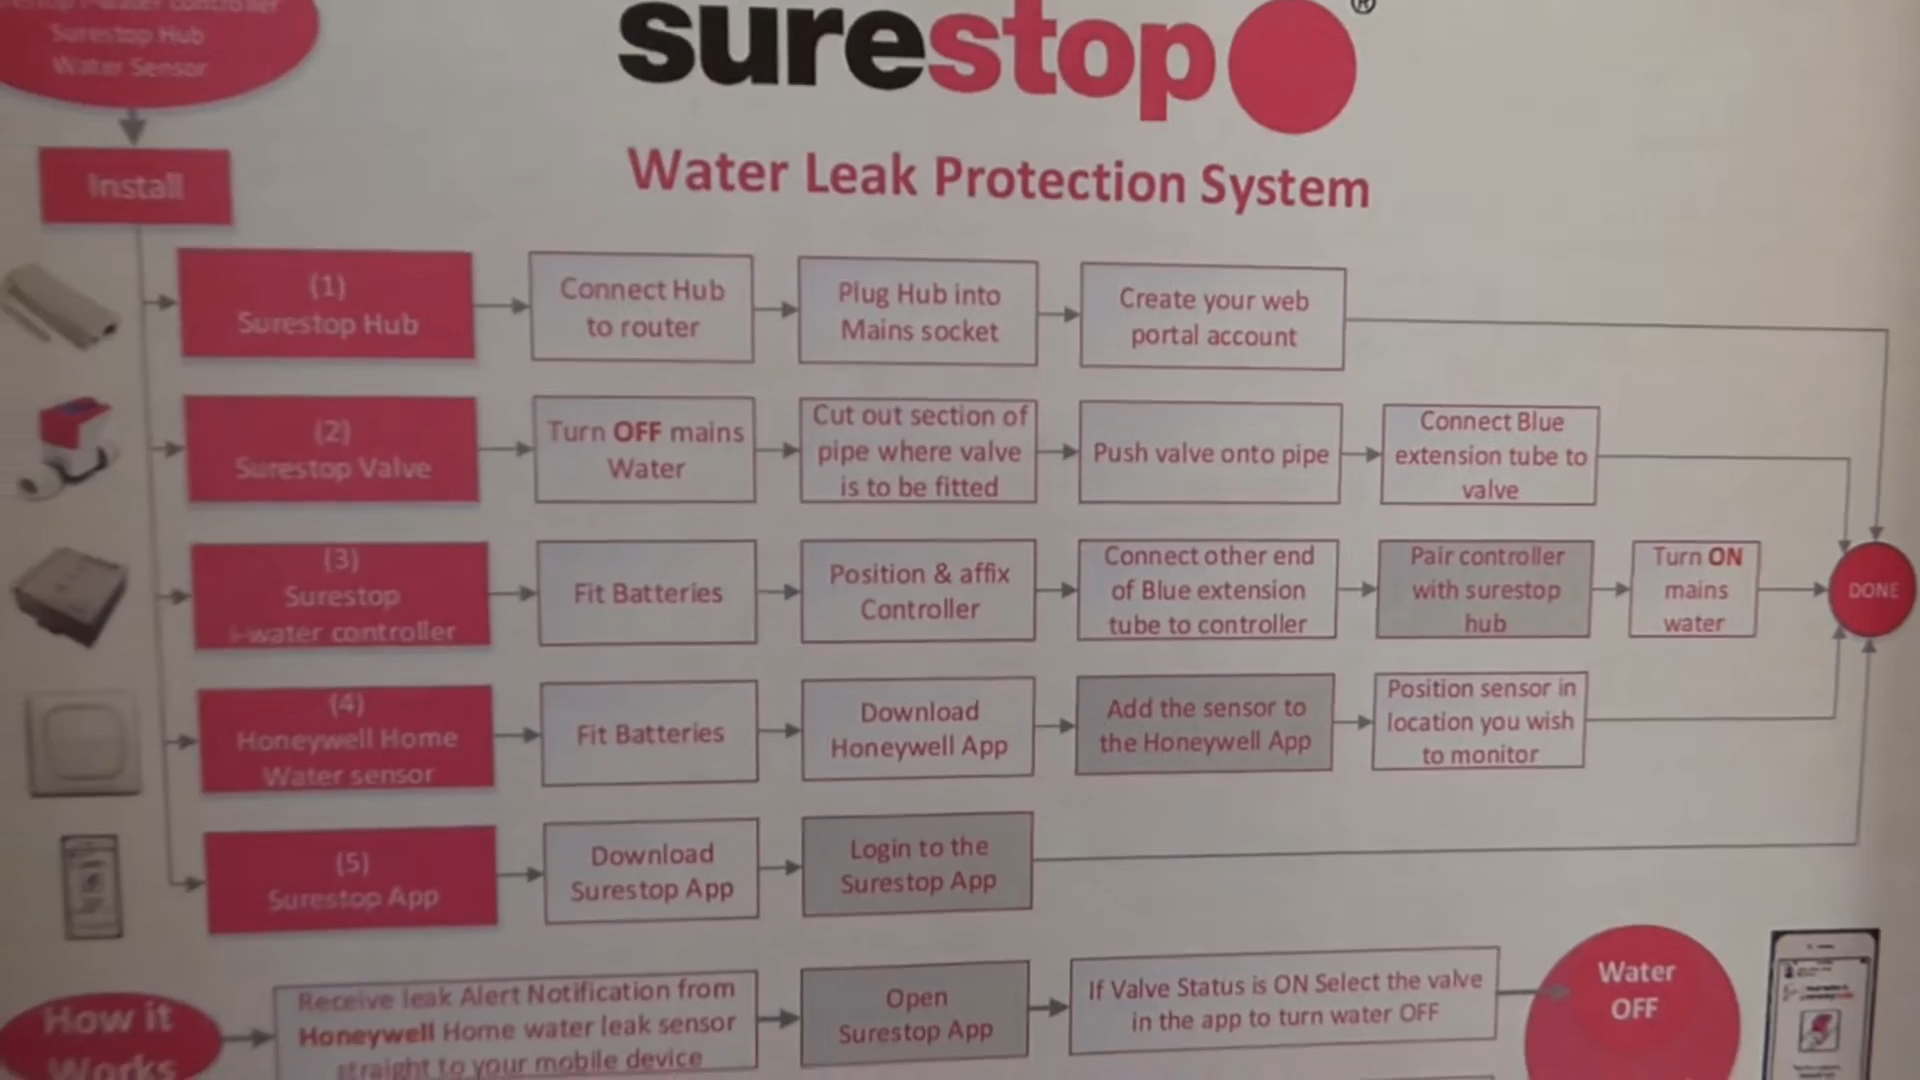 Surestop Hub
Water Sensor
surestop®
Water Leak Protection System
Install
(1)
Surestop Hub
Connect Hub
to router
Plug Hub into
Mains socket
Create your web
portal account
(2)
Surestop Valve
Turn OFF mains
Water
Cut out section of
pipe where valve
is to be fitted
Push valve onto pipe
Connect Blue
extension tube to
valve
(3)
Surestop
i-water controller
Fit Batteries
Position & affix
Controller
Connect other end
of Blue extension
tube to controller
Pair controller
with surestop
hub
Turn ON
mains
water
DONE
(4)
Honeywell Home
Water sensor
Fit Batteries
Download
Honeywell App
Add the sensor to
the Honeywell App
Position sensor in
location you wish
to monitor
(5)
Surestop App
Download
Surestop App
Login to the
Surestop App
How it
Works
Receive leak Alert Notification from
Honeywell Home water leak sensor
straight to your mobile device
Open
Surestop App
If Valve Status is ON Select the valve
in the app to turn water OFF
Water
OFF